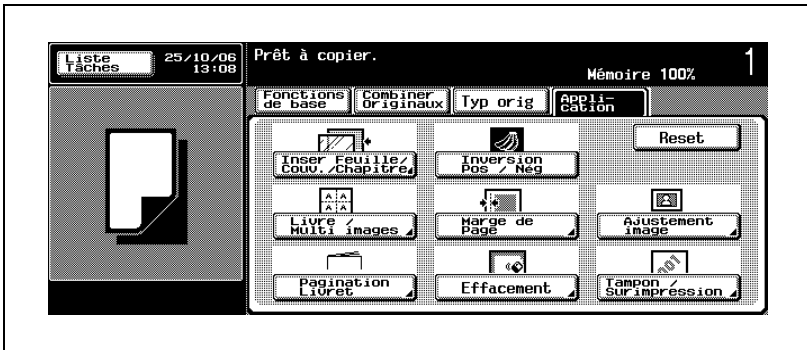 Liste
Tâches
25/10/06
13:08
Prêt à copier.
Mémoire 100%
1
Fonctions
de base
Combiner
Originaux
Typ orig
Appli-
cation
Reset
Inser Feuille/
Couv./Chapitre
Inversion
Pos / Nég
Livre /
Multi images
Marge de
Page
Ajustement
image
Pagination
Livret
Effacement
Tampon /
Surimpression